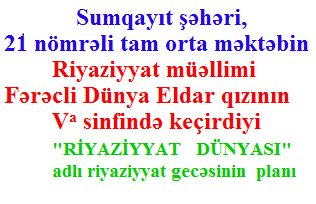 Sumqayıt şəhəri,
21 nömrəli tam orta məktəbin
Riyaziyyat müəllimi
Fərəcli Dünya Eldar qızının
Vᵃ sinfində keçirdiyi
"RİYAZİYYAT DÜNYASI"
adlı riyaziyyat gecəsinin planı